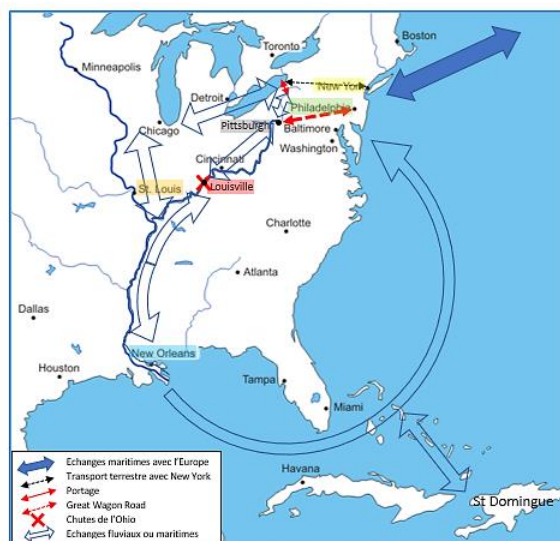 Boston
Toronto
Minneapolis
New York
Detroit
Philadelphia
Chicago
Pittsburgh
Baltimore
Washington
Cincinnati
St. Louis
Louisville
Charlotte
Atlanta
Dallas
New Orleans
Houston
Tampa
Miami
Havana
St Domingue
Echanges maritimes avec l'Europe
Transport terrestre avec New York
Portage
Great Wagon Road
Chutes de l'Ohio
Echanges fluviaux ou maritimes